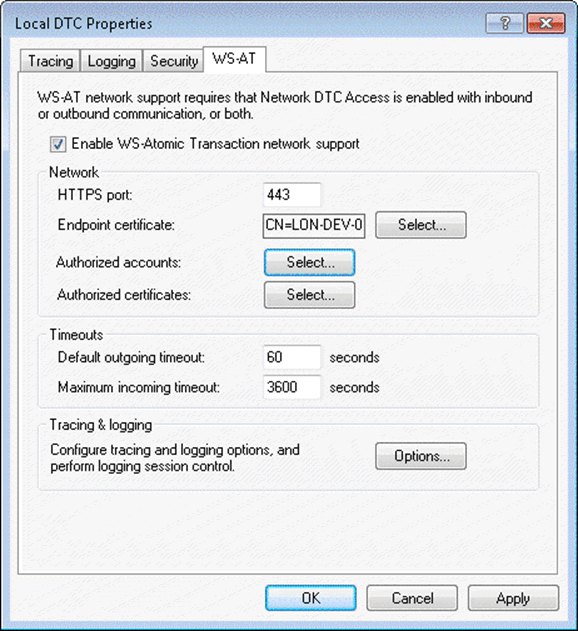 Local DTC Properties
?
Tracing Logging Security WS-AT
WS-AT network support requires that Network DTC Access is enabled with inbound
or outbound communication, or both.
Enable WS-Atomic Transaction network support
Network
HTTPS port: 443
Endpoint certificate: CN=LON-DEV-0 Select...
Authorized accounts: Select...
Authorized certificates: Select...
Timeouts
Default outgoing timeout: 60 seconds
Maximum incoming timeout: 3600 seconds
Tracing & logging
Configure tracing and logging options, and
perform logging session control. Options...
OK Cancel Apply